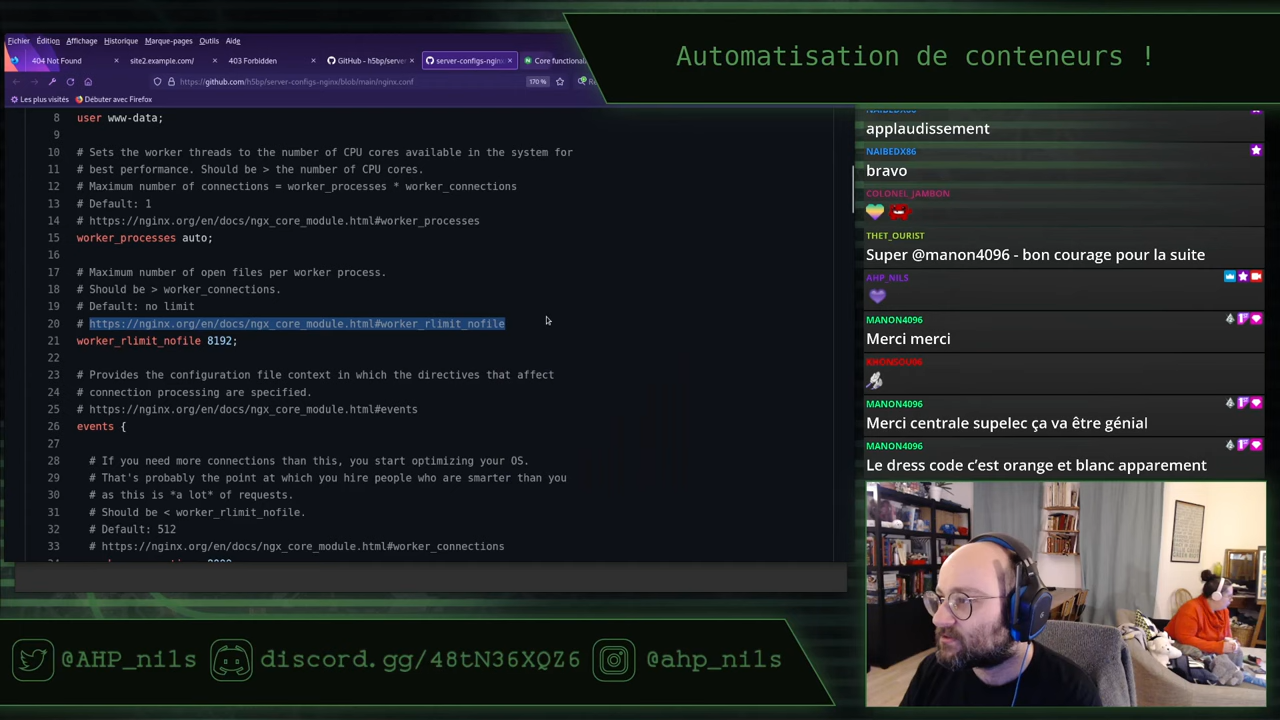 Automatisation de conteneurs !
Fichier Édition Affichage Historique Marque-pages Outils Aide
404 Not Found
site2.example.com/
403 Forbidden
GitHub - h5bp/server
server-configs-nginx
Core functional
https://github.com/h5bp/server-configs-nginx/blob/main/nginx.conf
170 %
Les plus visités Débuter avec Firefox
8 user www-data;
9
10 # Sets the worker threads to the number of CPU cores available in the system for
11 # best performance. Should be > the number of CPU cores.
12 # Maximum number of connections = worker_processes * worker_connections
13 # Default: 1
14 # https://nginx.org/en/docs/ngx_core_module.html#worker_processes
15 worker_processes auto;
16
17 # Maximum number of open files per worker process.
18 # Should be > worker_connections.
19 # Default: no limit
20 # https://nginx.org/en/docs/ngx_core_module.html#worker_rlimit_nofile
21 worker_rlimit_nofile 8192;
22
23 # Provides the configuration file context in which the directives that affect
24 # connection processing are specified.
25 # https://nginx.org/en/docs/ngx_core_module.html#events
26 events {
27
28 # If you need more connections than this, you start optimizing your OS.
29 # That's probably the point at which you hire people who are smarter than you
30 # as this is *a lot* of requests.
31 # Should be < worker_rlimit_nofile.
32 # Default: 512
33 # https://nginx.org/en/docs/ngx_core_module.html#worker_connections
NAIBEDX86
applaudissement
NAIBEDX86
bravo
COLONEL_JAMBON
THET_OURIST
Super @manon4096 - bon courage pour la suite
AHP_NILS
MANON4096
Merci merci
KHONSOU06
MANON4096
Merci centrale supelec ça va être génial
MANON4096
Le dress code c'est orange et blanc apparement
@AHP_nils
discord.gg/48tN36XQZ6
@ahp_nils